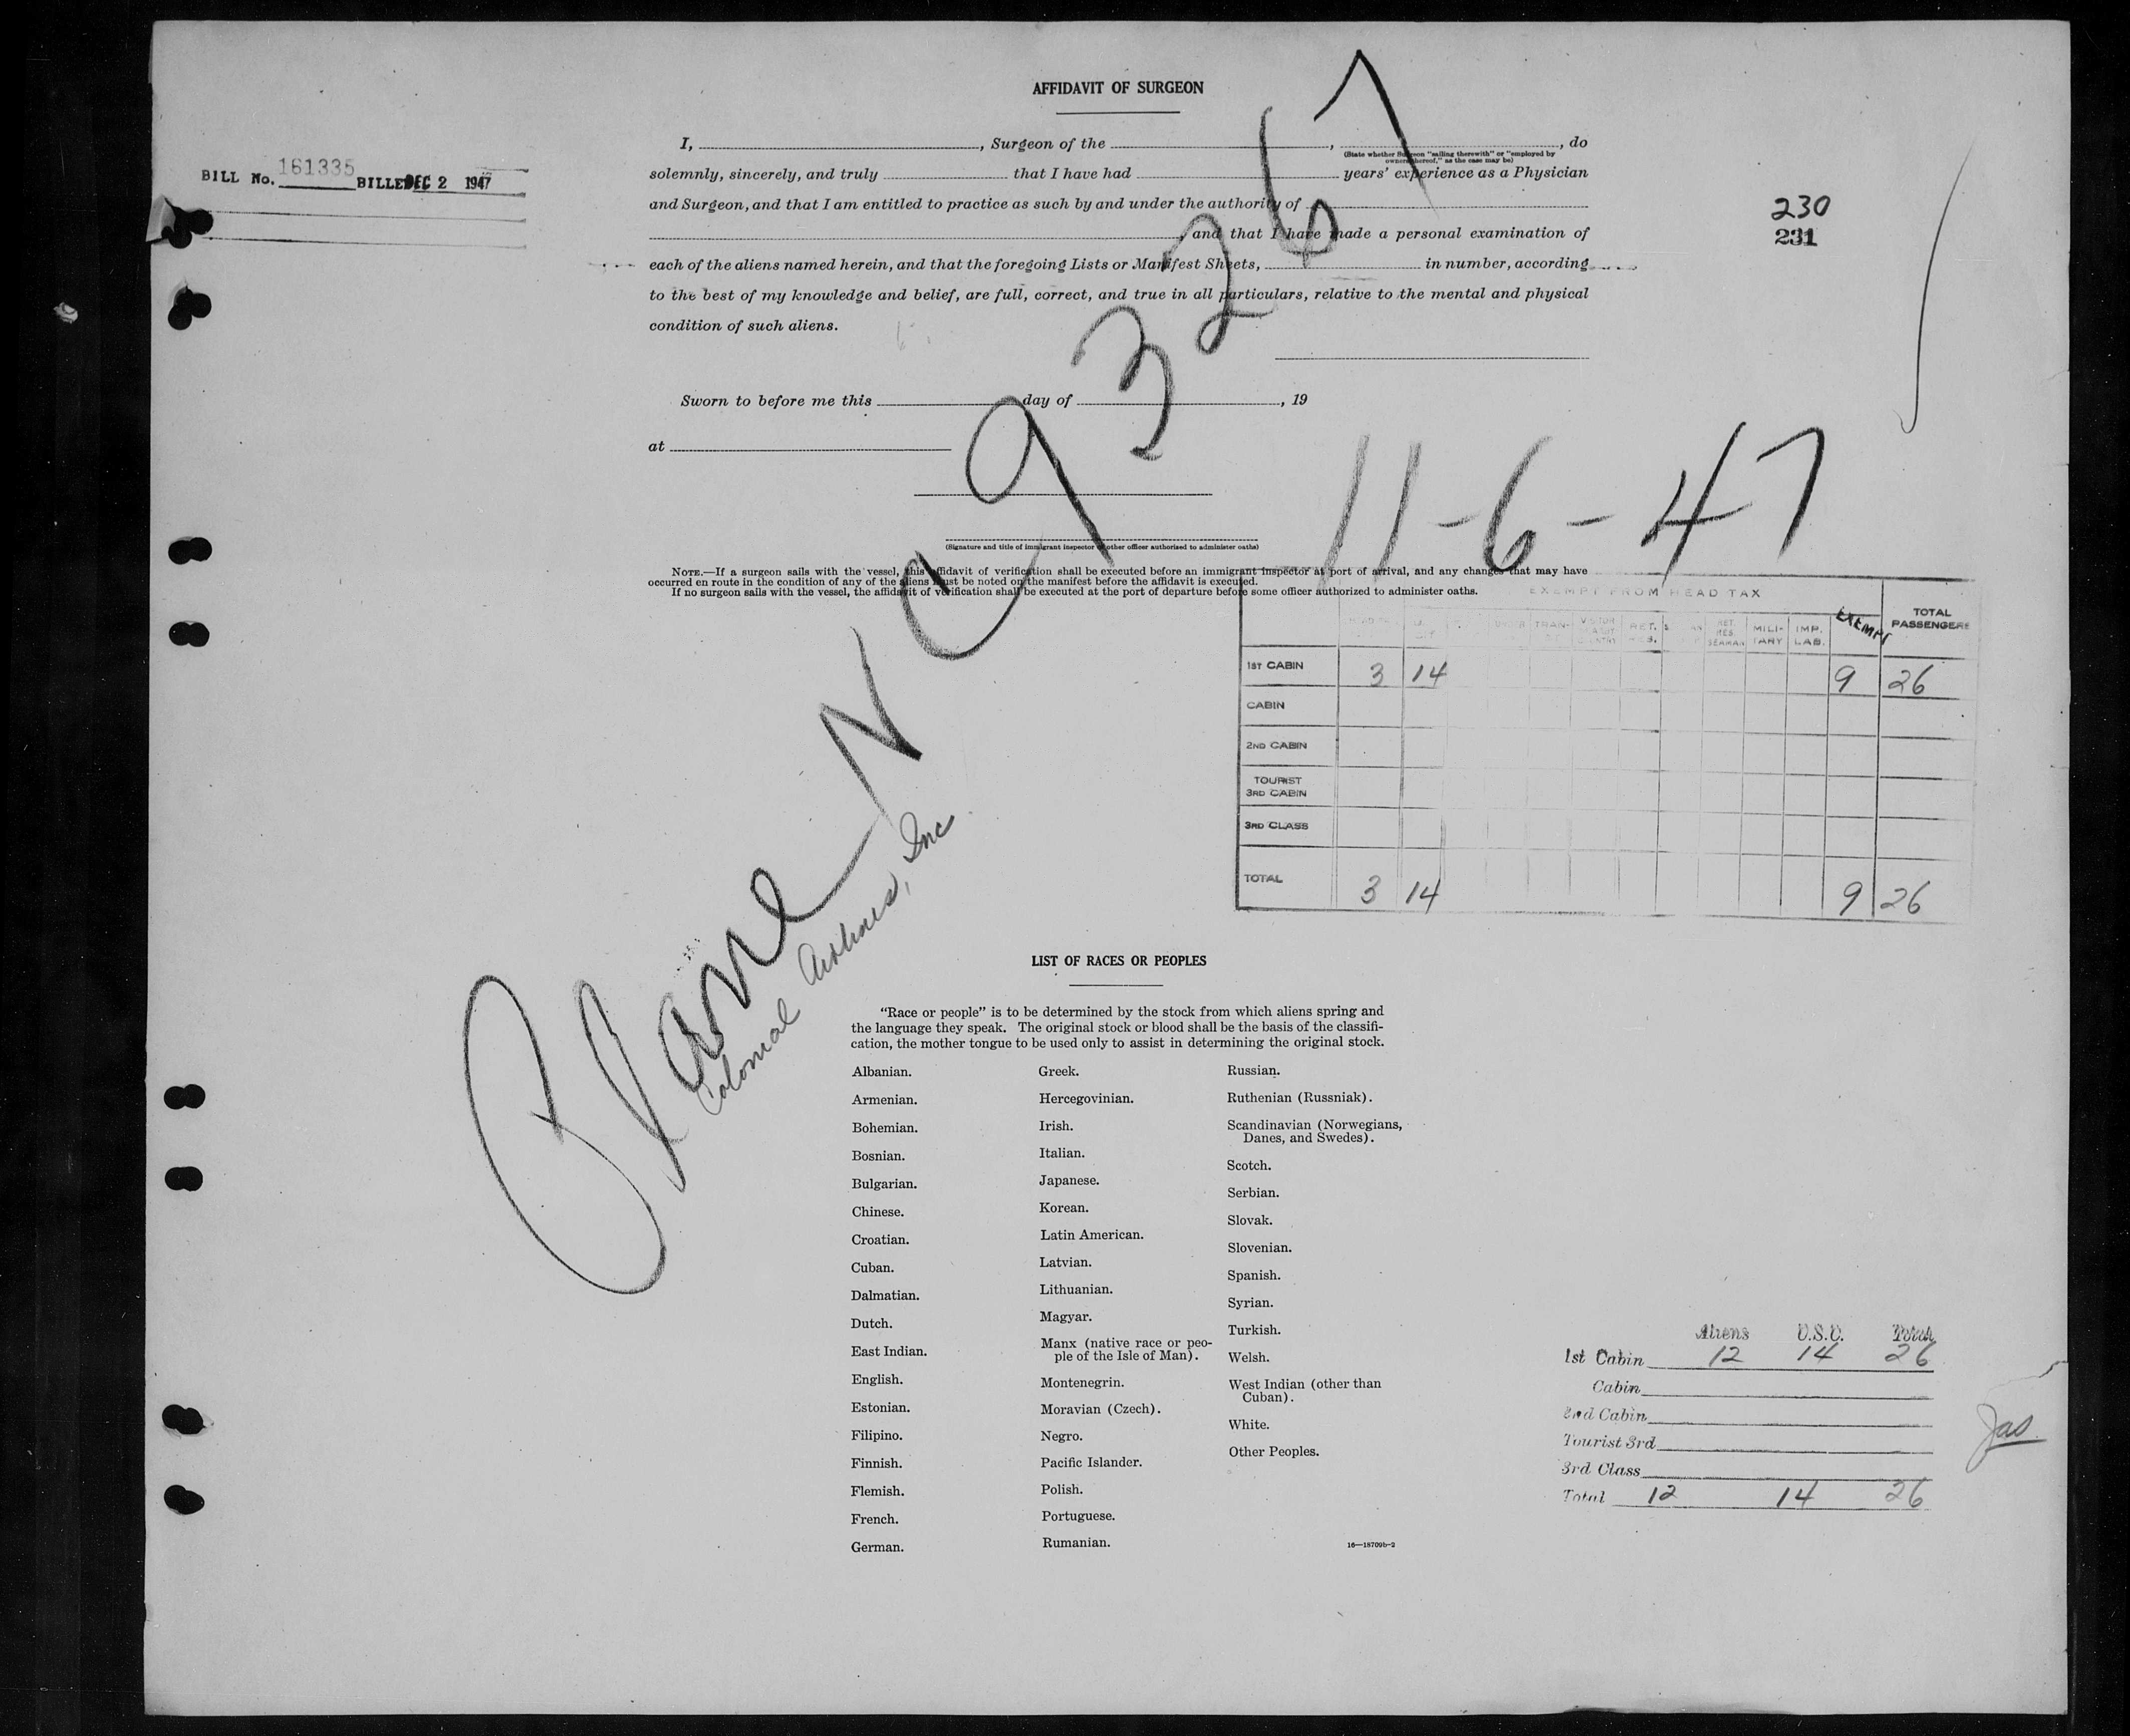 AFFIDAVIT OF SURGEON
I, , Surgeon of the , , do
(State whether Surgeon "sailing therewith" or "employed by
owners thereof," as the case may be)
solemnly, sincerely, and truly that I have had years' experience as a Physician
and Surgeon, and that I am entitled to practice as such by and under the authority of
, and that I have made a personal examination of
each of the aliens named herein, and that the foregoing Lists or Manifest Sheets, in number, according
to the best of my knowledge and belief, are full, correct, and true in all particulars, relative to the mental and physical
condition of such aliens.
BILL No. 161335 BILLED DEC 2 1947
230
231
Sworn to before me this day of , 19
at
(Signature and title of immigrant inspector or other officer authorized to administer oaths)
NOTE.—If a surgeon sails with the vessel, this affidavit of verification shall be executed before an immigrant inspector at port of arrival, and any changes that may have
occurred en route in the condition of any of the aliens must be noted on the manifest before the affidavit is executed.
If no surgeon sails with the vessel, the affidavit of verification shall be executed at the port of departure before some officer authorized to administer oaths.
Plane NC 93267
Colonial Airlines, Inc
11-6-47
EXEMPT FROM HEAD TAX
TRAN- RET. RES. RET. RES. SEAMAN MILI-TARY IMP. LAB. EXEMPT TOTAL PASSENGERS
1ST CABIN 3 14 9 26
CABIN
2ND CABIN
TOURIST
3RD CABIN
3RD CLASS
TOTAL 3 14 9 26
LIST OF RACES OR PEOPLES
"Race or people" is to be determined by the stock from which aliens spring and
the language they speak. The original stock or blood shall be the basis of the classifi-
cation, the mother tongue to be used only to assist in determining the original stock.
Albanian.
Armenian.
Bohemian.
Bosnian.
Bulgarian.
Chinese.
Croatian.
Cuban.
Dalmatian.
Dutch.
East Indian.
English.
Estonian.
Filipino.
Finnish.
Flemish.
French.
German.
Greek.
Hercegovinian.
Irish.
Italian.
Japanese.
Korean.
Latin American.
Latvian.
Lithuanian.
Magyar.
Manx (native race or peo-
ple of the Isle of Man).
Montenegrin.
Moravian (Czech).
Negro.
Pacific Islander.
Polish.
Portuguese.
Rumanian.
Russian.
Ruthenian (Russniak).
Scandinavian (Norwegians,
Danes, and Swedes).
Scotch.
Serbian.
Slovak.
Slovenian.
Spanish.
Syrian.
Turkish.
Welsh.
West Indian (other than
Cuban).
White.
Other Peoples.
16—18709b-2
Aliens U.S.C. Total
1st Cabin 12 14 26
Cabin
2nd Cabin
Tourist 3rd
3rd Class
Total 12 14 26